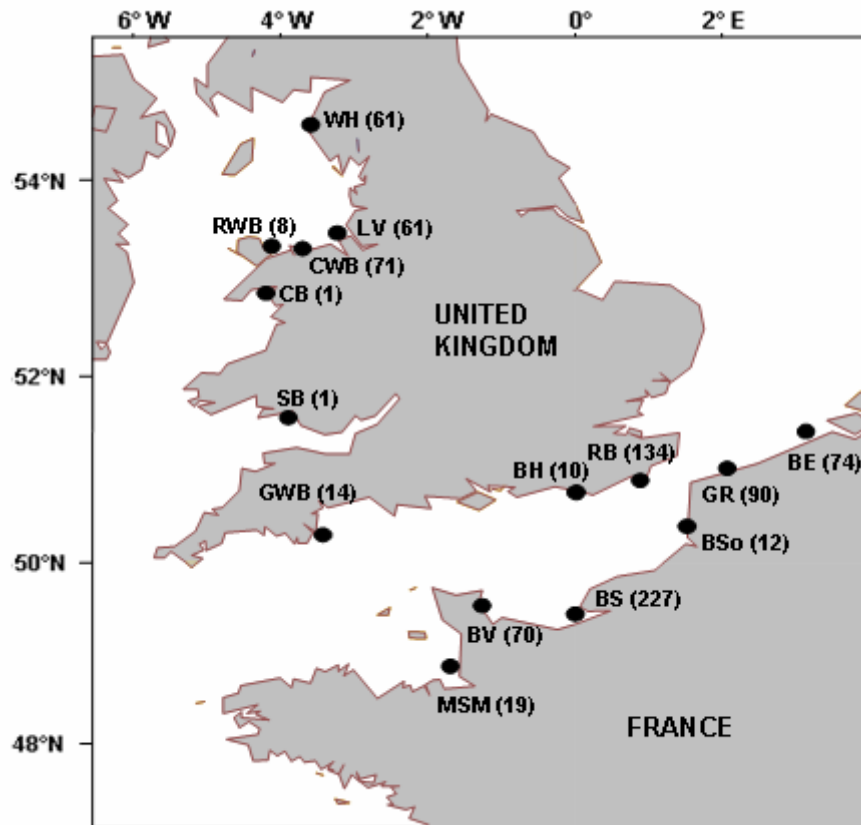 6°W 4°W 2°W 0° 2°E
WH (61)
54°N
RWB (8)
LV (61)
CWB (71)
CB (1)
UNITED
KINGDOM
52°N
SB (1)
RB (134)
BH (10)
BE (74)
GWB (14)
GR (90)
BSo (12)
50°N
BS (227)
BV (70)
MSM (19)
FRANCE
48°N